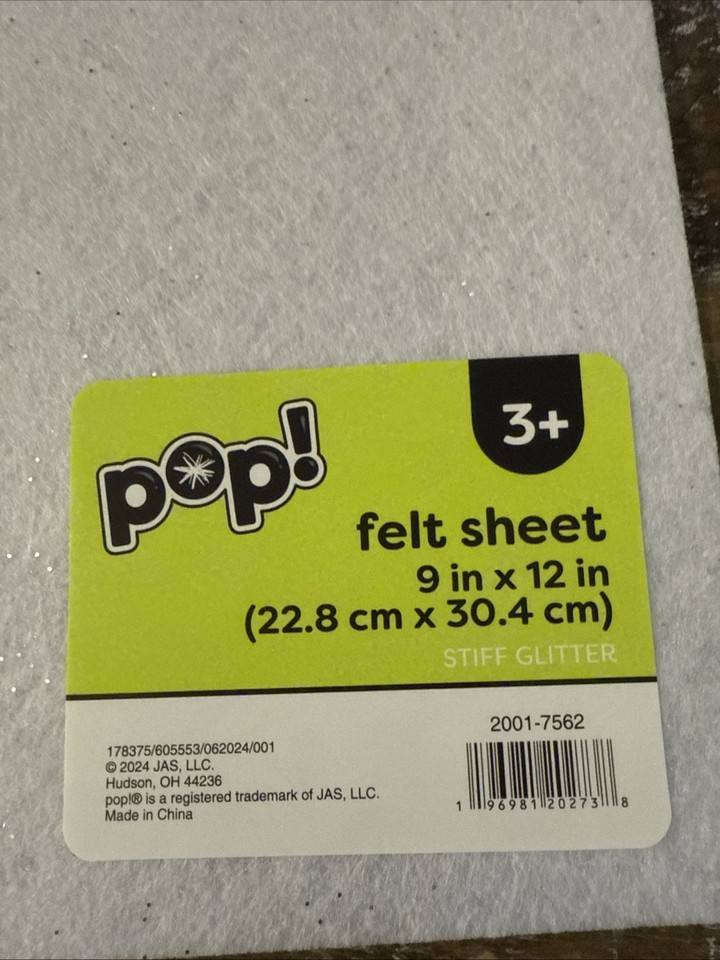 3+
pop!
felt sheet
9 in x 12 in
(22.8 cm x 30.4 cm)
STIFF GLITTER
178375/605553/062024/001
© 2024 JAS, LLC.
Hudson, OH 44236
pop!® is a registered trademark of JAS, LLC.
Made in China
2001-7562
1 96981 20273 8